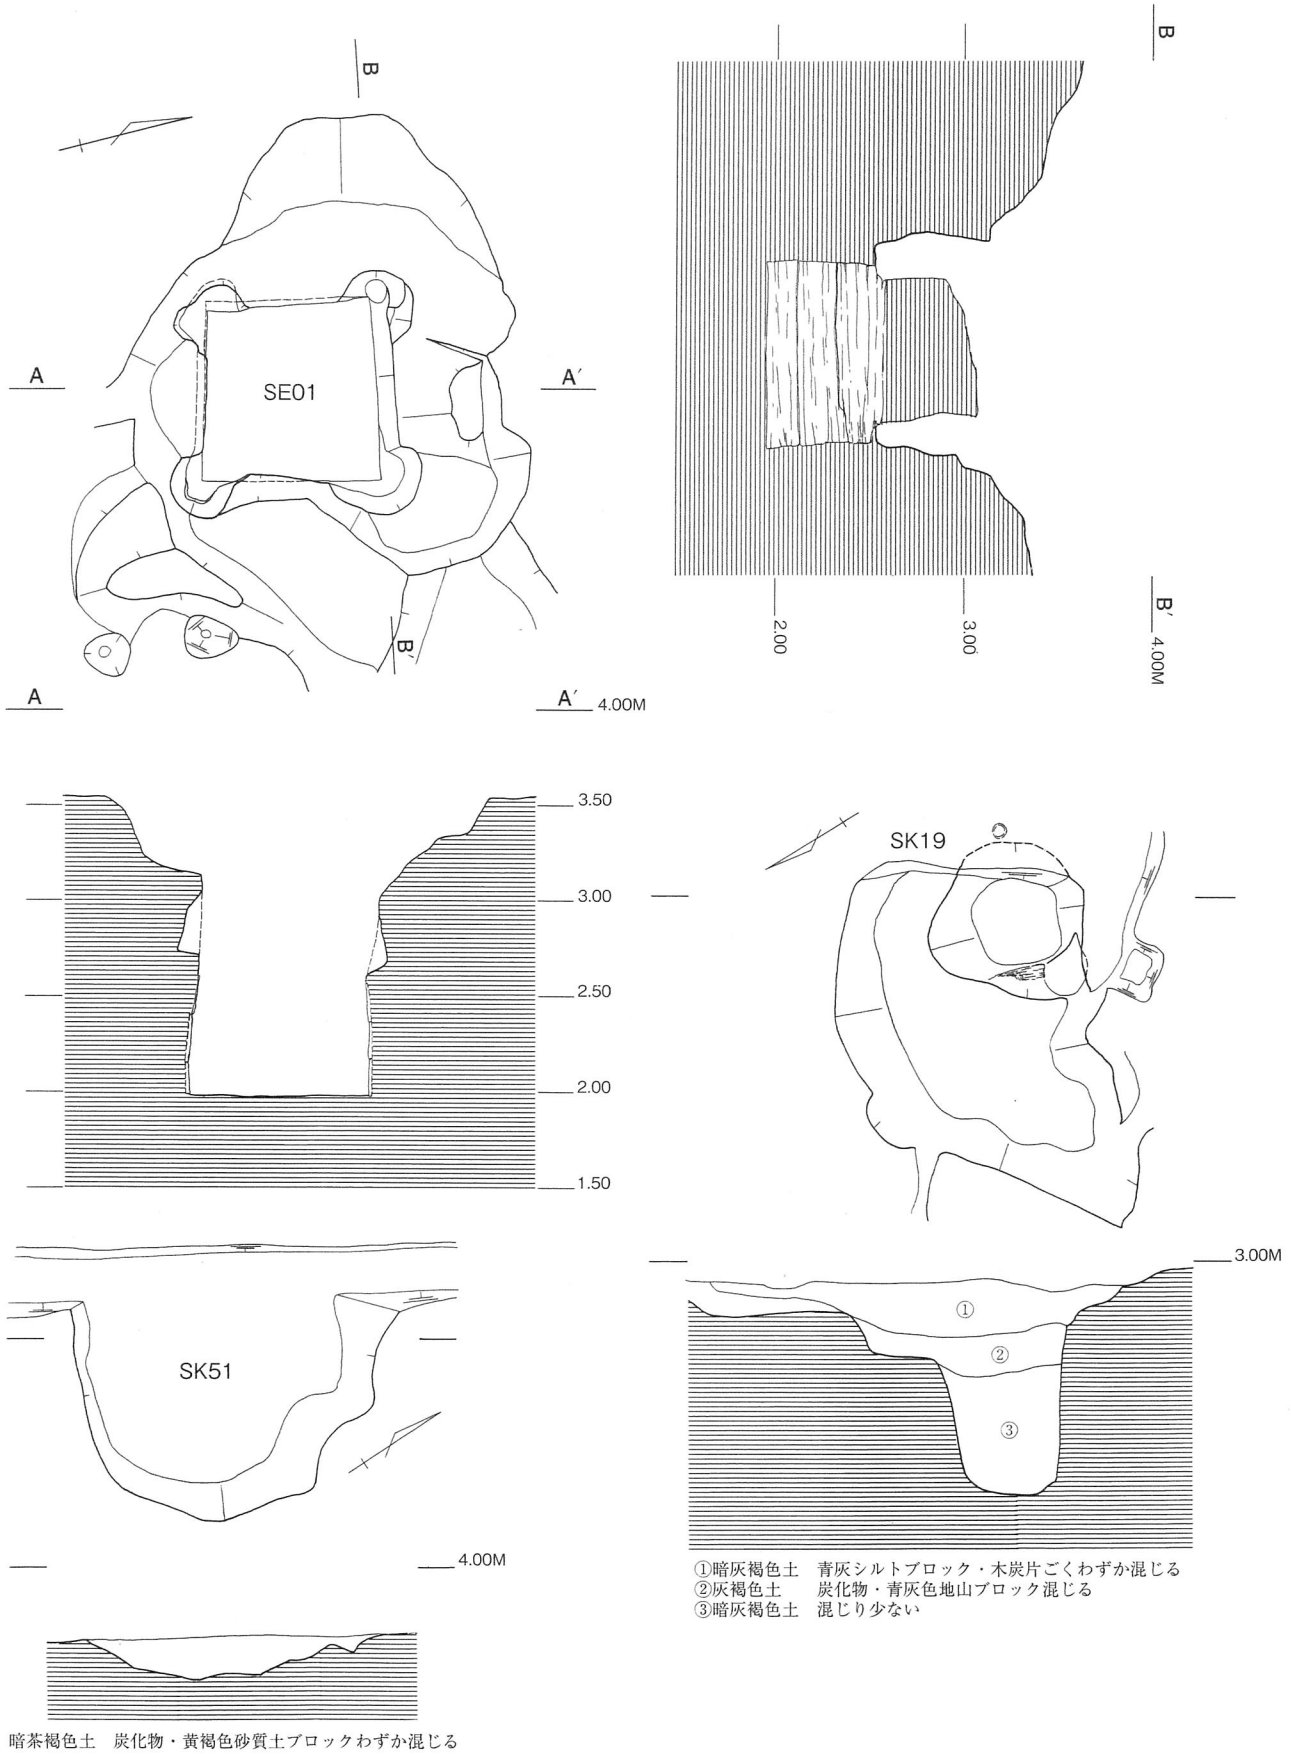 B
B
A
SE01
A′
B′
2.00
3.00
B′
4.00M
A
A′ 4.00M
3.50
3.00
2.50
2.00
1.50
SK19
3.00M
①
②
③
①暗灰褐色土　青灰シルトブロック・木炭片ごくわずか混じる
②灰褐色土　炭化物・青灰色地山ブロック混じる
③暗灰褐色土　混じり少ない
SK51
4.00M
暗茶褐色土　炭化物・黄褐色砂質土ブロックわずか混じる